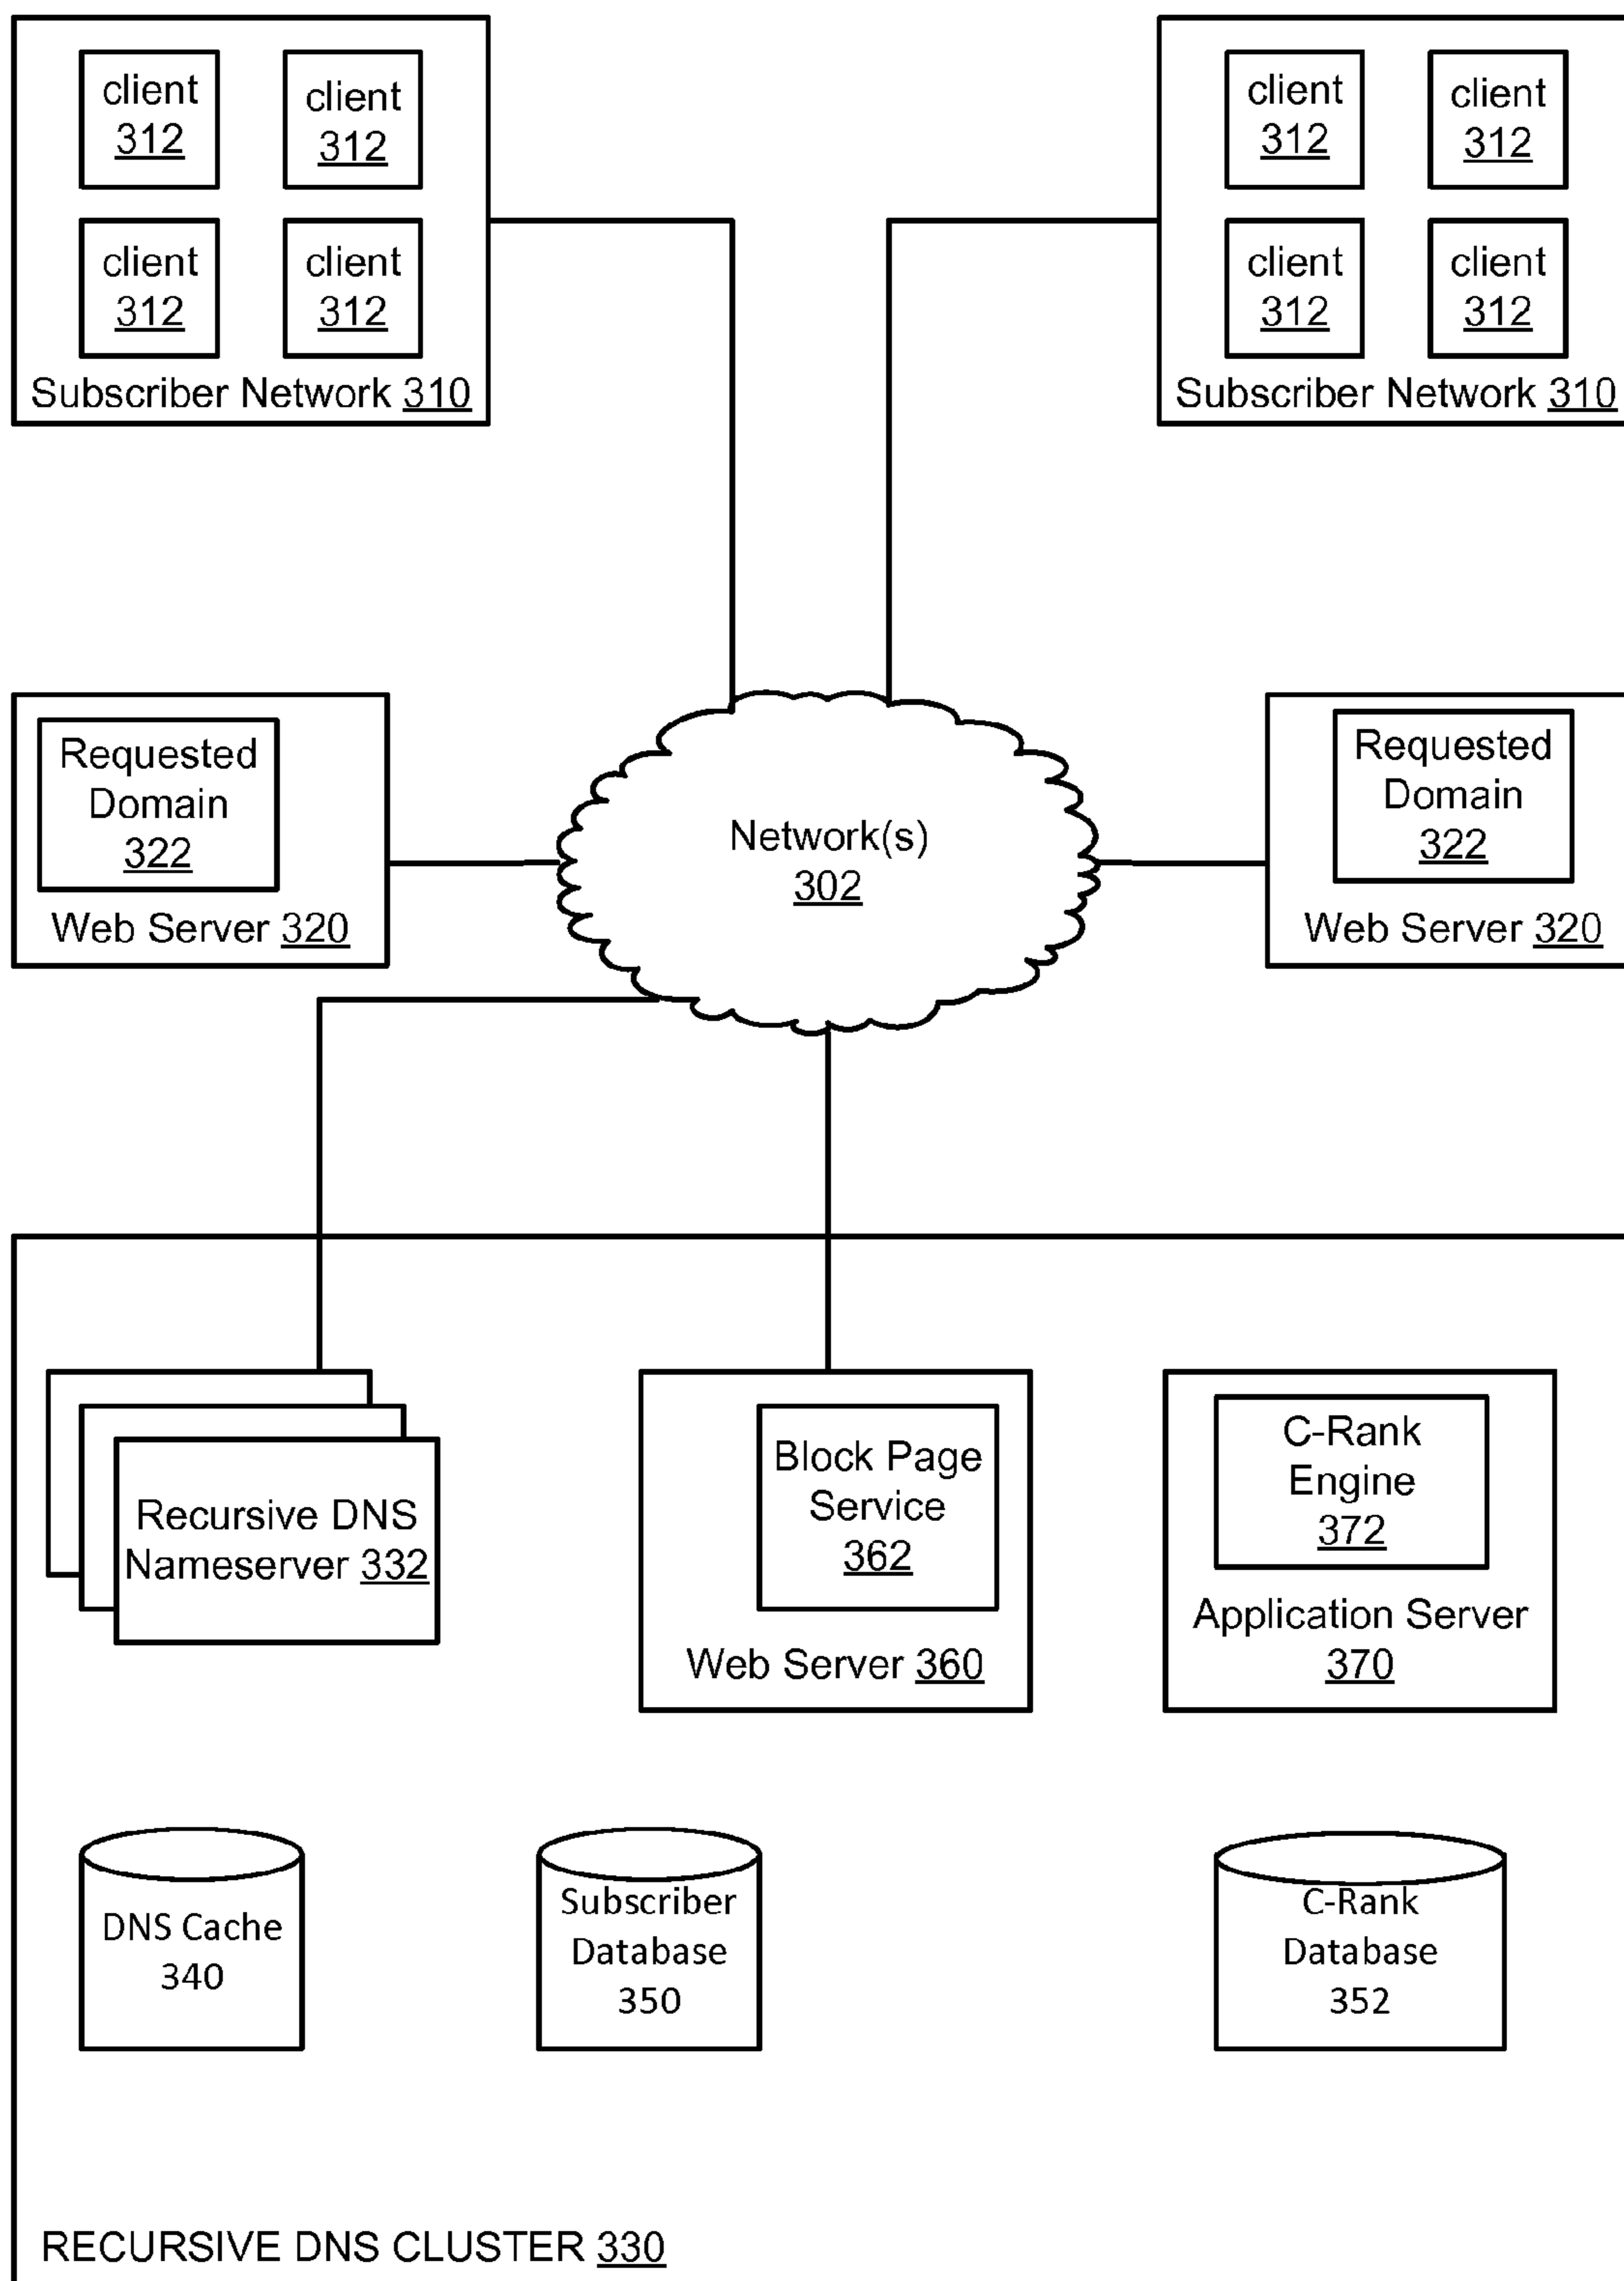 client
312
client
312
client
312
client
312
Subscriber Network 310
client
312
client
312
client
312
client
312
Subscriber Network 310
Requested
Domain
322
Web Server 320
Network(s)
302
Requested
Domain
322
Web Server 320
Recursive DNS
Nameserver 332
Block Page
Service
362
Web Server 360
C-Rank
Engine
372
Application Server
370
DNS Cache
340
Subscriber
Database
350
C-Rank
Database
352
RECURSIVE DNS CLUSTER 330